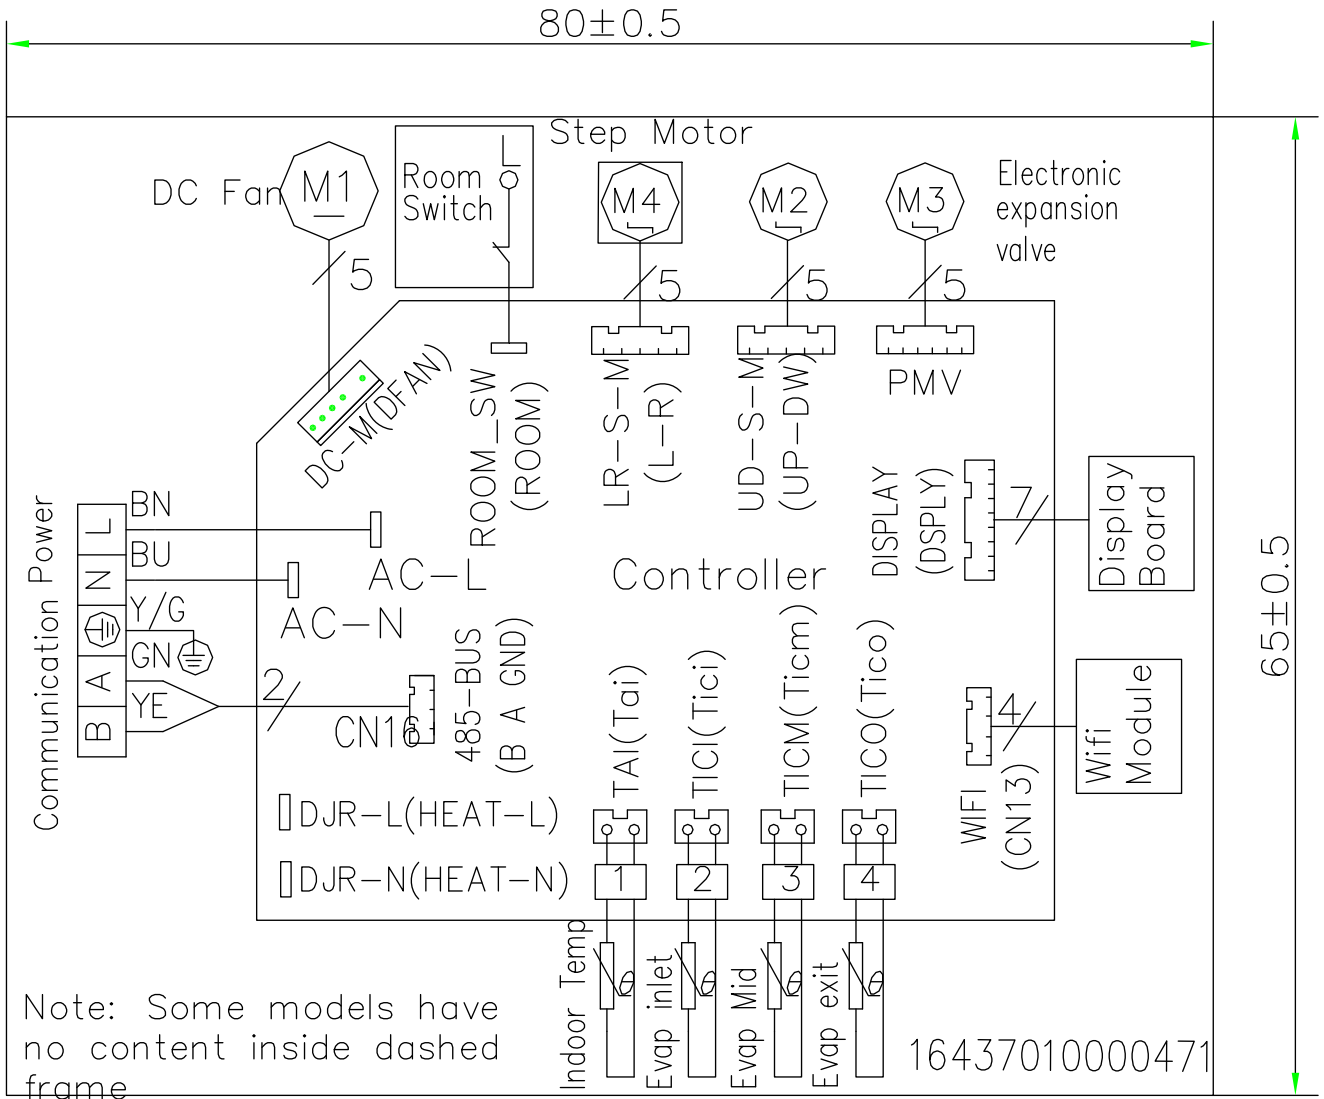 80±0.5
Step Motor
DC Fan
M1
Room
Switch
L
M4
M2
M3
Electronic
expansion
valve
5
5
5
5
DC-M(DFAN)
ROOM_SW
(ROOM)
LR-S-M
(L-R)
UD-S-M
(UP-DW)
PMV
Communication Power
L
N
A
B
BN
BU
Y/G
GN
YE
AC-L
AC-N
2
CN16
485-BUS
(B A GND)
Controller
DISPLAY
(DSPLY)
7
Display
Board
65±0.5
TAI(Tai)
TICI(Tici)
TICM(Ticm)
TICO(Tico)
WIFI
(CN13)
4
Wifi
Module
DJR-L(HEAT-L)
DJR-N(HEAT-N)
1
2
3
4
Indoor Temp
Evap inlet
Evap Mid
Evap exit
Note: Some models have
no content inside dashed
frame
16437010000471